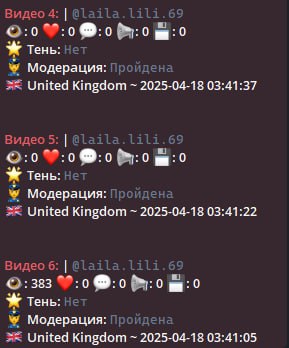 Видео 4: | @laila.lili.69
👁: 0 ❤️: 0 💬: 0 📢: 0 💾: 0
🌟 Тень: Нет
👮 Модерация: Пройдена
🇬🇧 United Kingdom ~ 2025-04-18 03:41:37
Видео 5: | @laila.lili.69
👁: 0 ❤️: 0 💬: 0 📢: 0 💾: 0
🌟 Тень: Нет
👮 Модерация: Пройдена
🇬🇧 United Kingdom ~ 2025-04-18 03:41:22
Видео 6: | @laila.lili.69
👁: 383 ❤️: 0 💬: 0 📢: 0 💾: 0
🌟 Тень: Нет
👮 Модерация: Пройдена
🇬🇧 United Kingdom ~ 2025-04-18 03:41:05